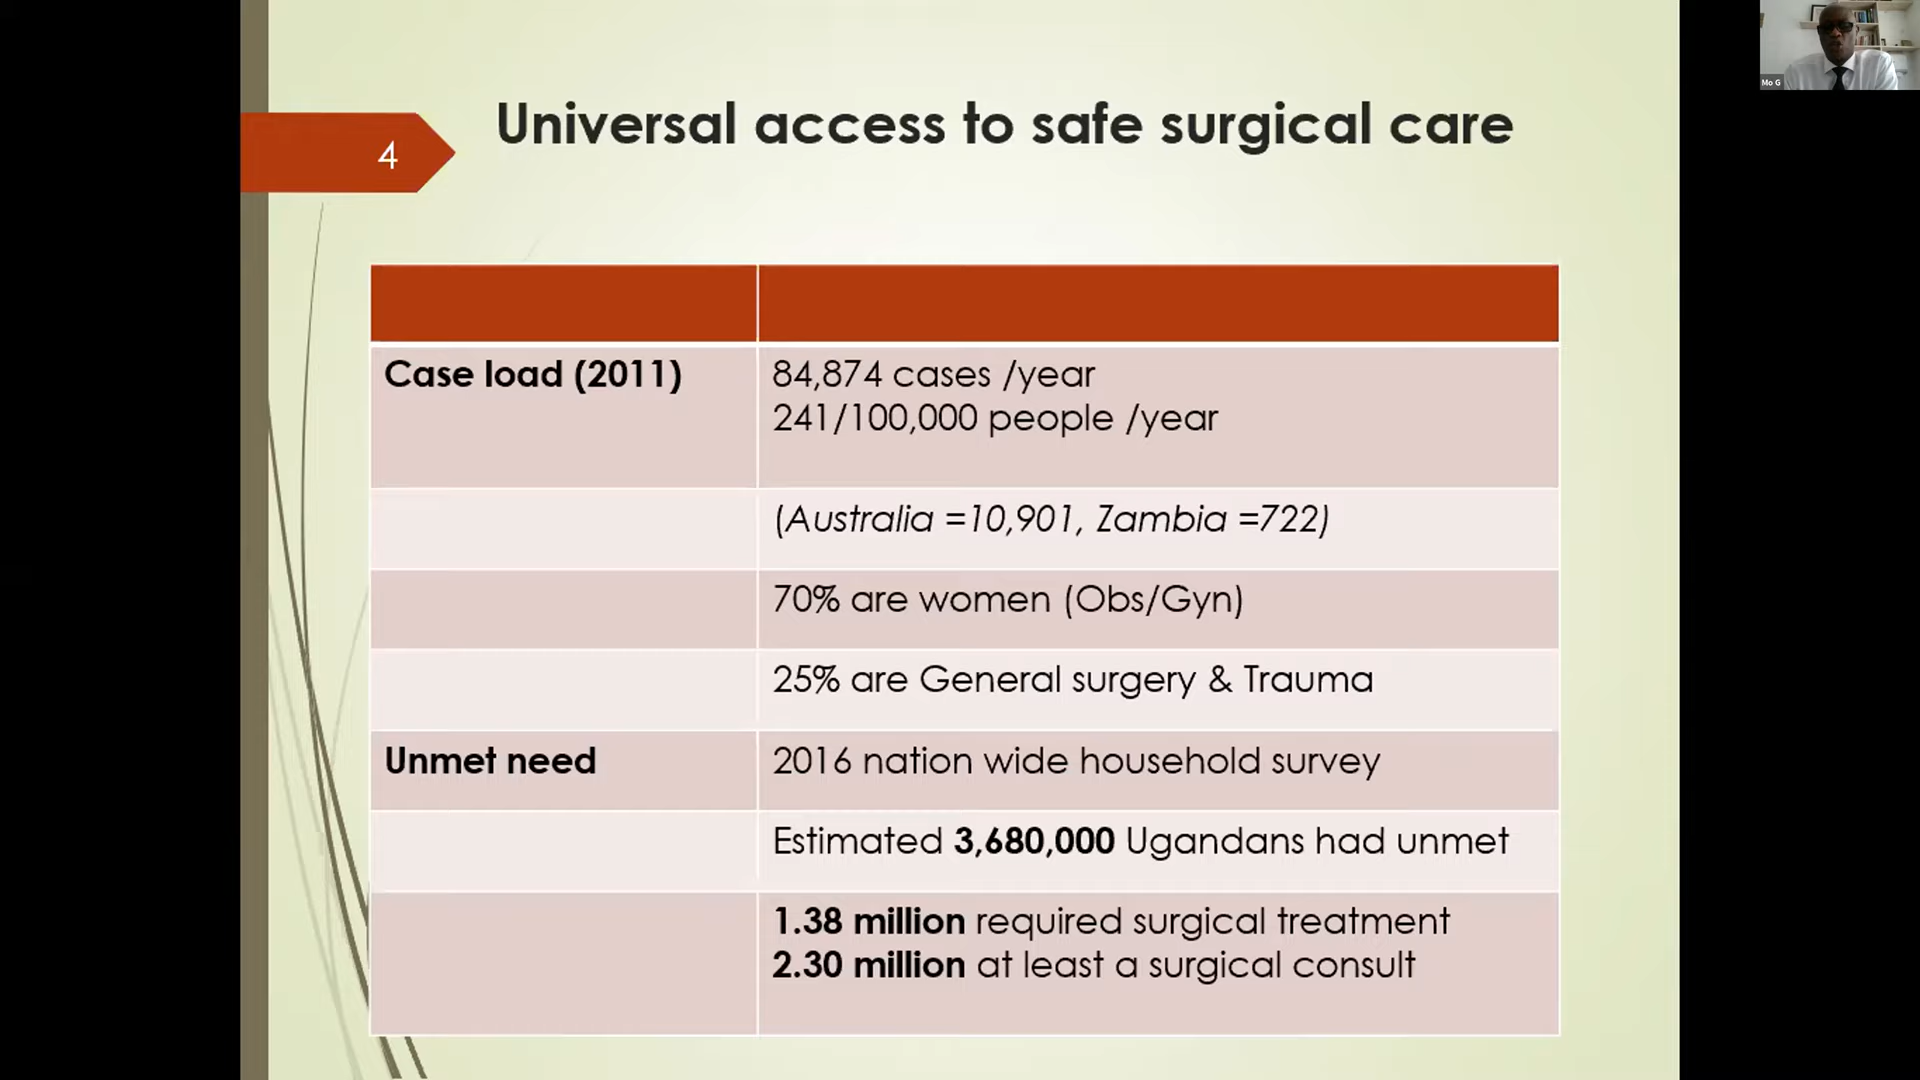 Universal access to safe surgical care
4
Case load (2011)
84,874 cases /year
241/100,000 people /year
(Australia =10,901, Zambia =722)
70% are women (Obs/Gyn)
25% are General surgery & Trauma
Unmet need
2016 nation wide household survey
Estimated 3,680,000 Ugandans had unmet
1.38 million required surgical treatment
2.30 million at least a surgical consult
Mo G